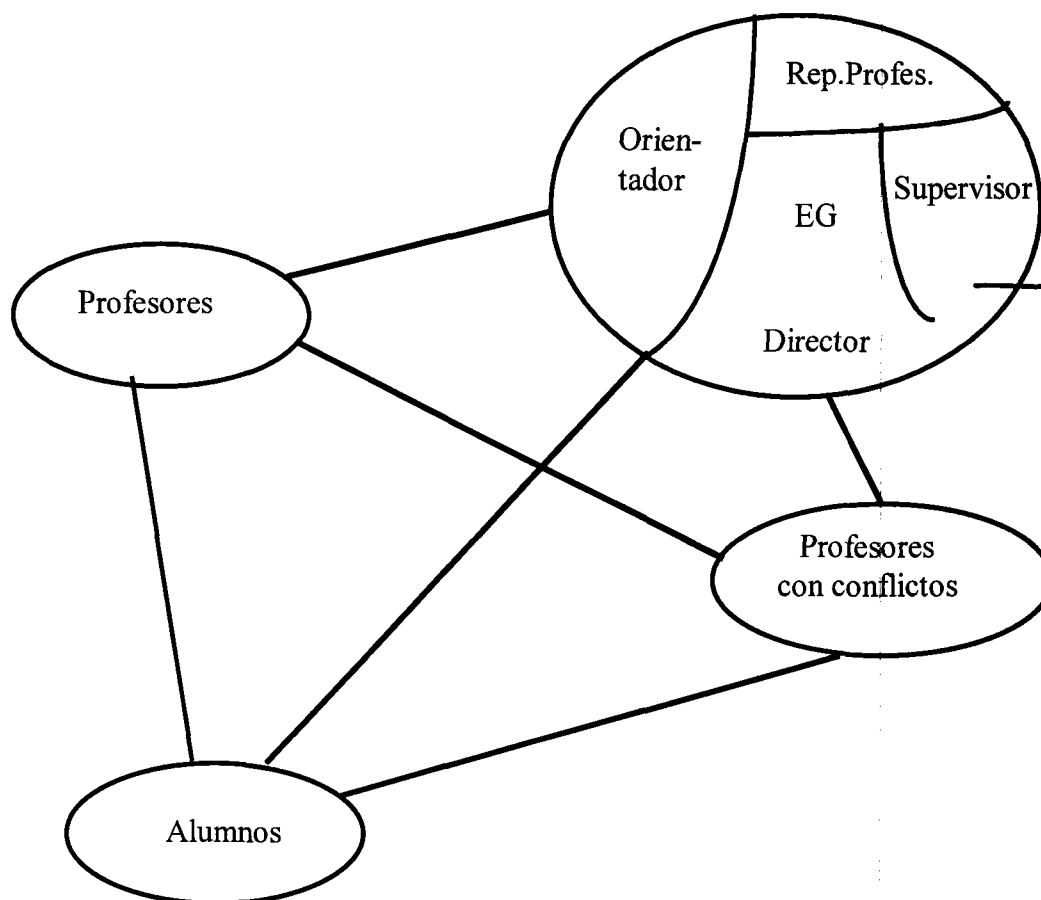 Rep.Profes.
Orien-
tador
Supervisor
EG
Profesores
Director
Profesores
con conflictos
Alumnos